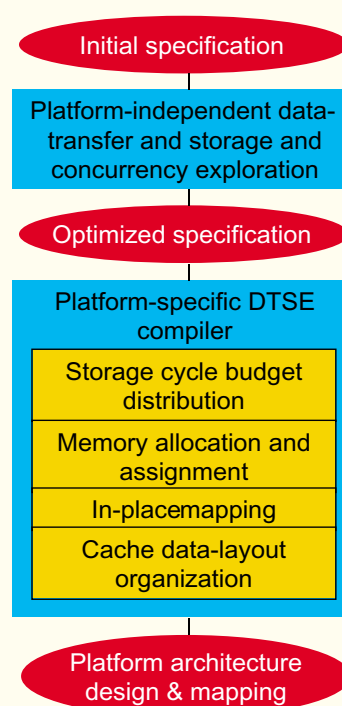 Initial specification
Platform-independent data-
transfer and storage and
concurrency exploration
Optimized specification
Platform-specific DTSE
compiler
Storage cycle budget
distribution
Memory allocation and
assignment
In-placemapping
Cache data-layout
organization
Platform architecture
design & mapping